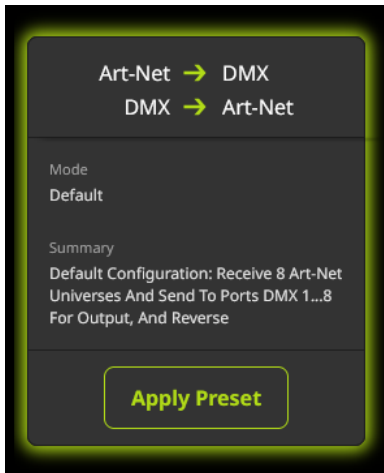 Art-Net → DMX
DMX → Art-Net
Mode
Default
Summary
Default Configuration: Receive 8 Art-Net
Universes And Send To Ports DMX 1...8
For Output, And Reverse
Apply Preset